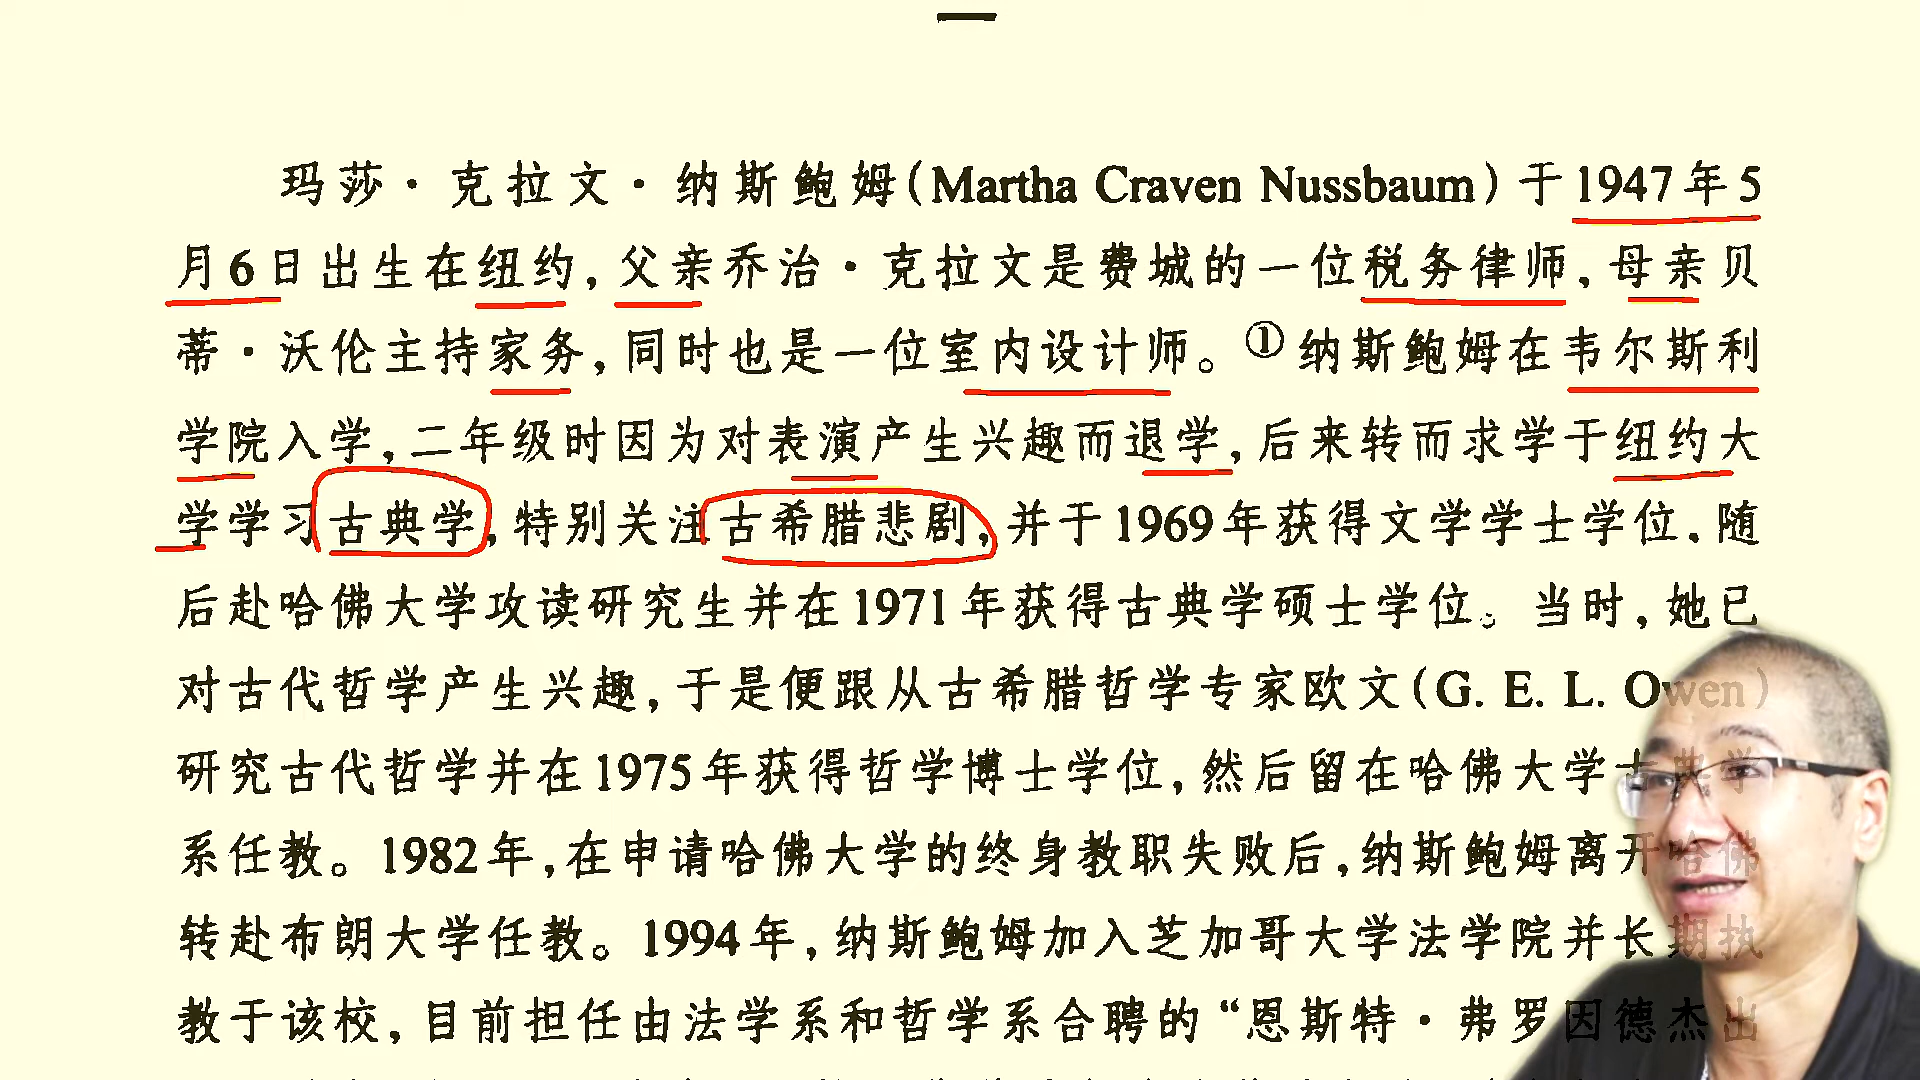 一
玛莎·克拉文·纳斯鲍姆(Martha Craven Nussbaum)于1947年5
月6日出生在纽约,父亲乔治·克拉文是费城的一位税务律师,母亲贝
蒂·沃伦主持家务,同时也是一位室内设计师。①纳斯鲍姆在韦尔斯利
学院入学,二年级时因为对表演产生兴趣而退学,后来转而求学于纽约大
学学习古典学,特别关注古希腊悲剧,并于1969年获得文学学士学位.随
后赴哈佛大学攻读研究生并在1971年获得古典学硕士学位。当时,她已
对古代哲学产生兴趣,于是便跟从古希腊哲学专家欧文(G. E. L. Owen)
研究古代哲学并在1975年获得哲学博士学位,然后留在哈佛大学古典学
系任教。1982年,在申请哈佛大学的终身教职失败后,纳斯鲍姆离开哈佛
转赴布朗大学任教。1994年,纳斯鲍姆加入芝加哥大学法学院并长期执
教于该校,目前担任由法学系和哲学系合聘的“恩斯特·弗罗因德杰出